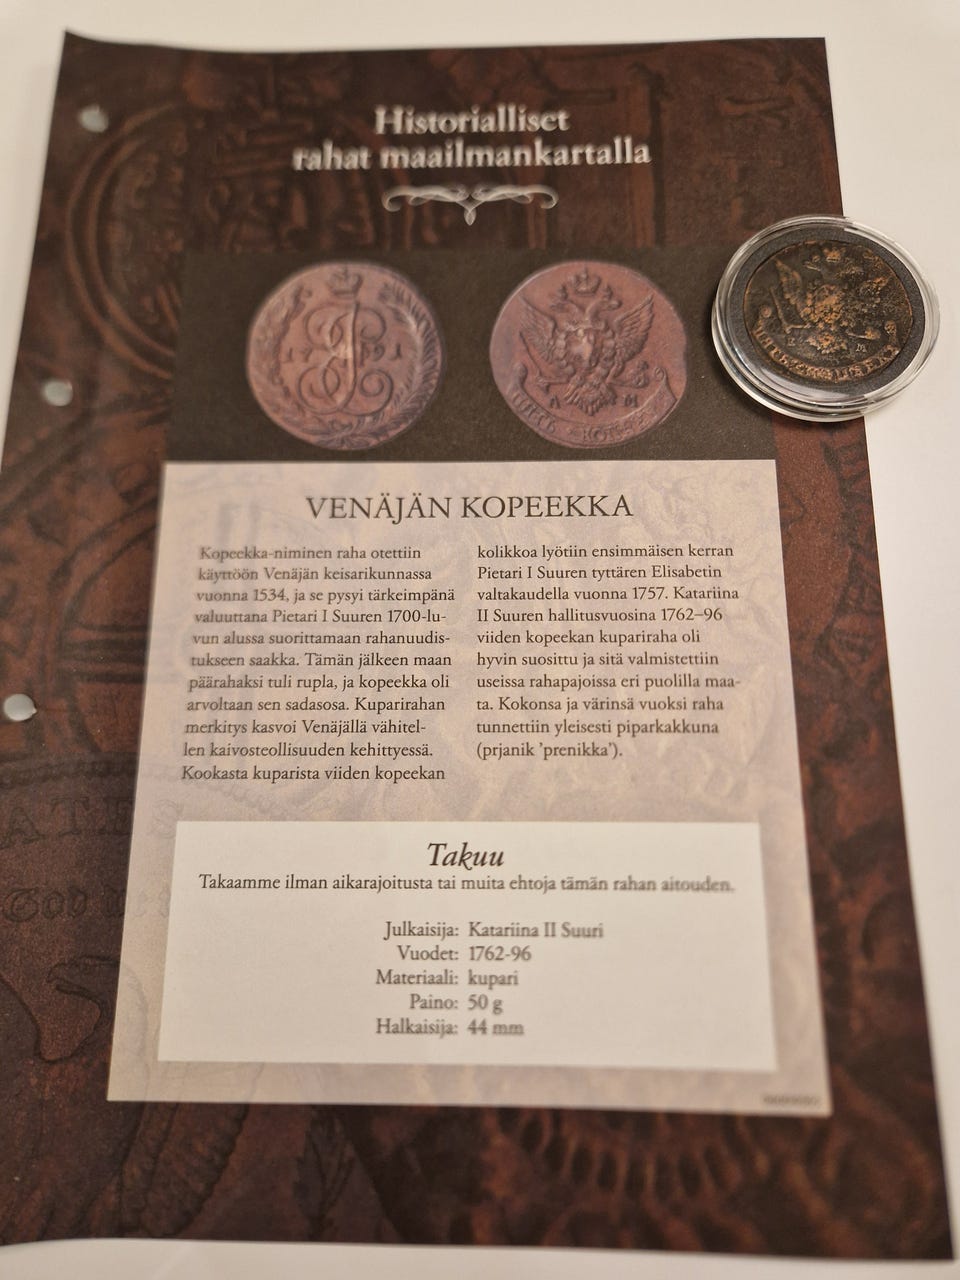 Historialliset
rahat maailmankartalla
1791
А М
ПЯТЬ КОПѢЕКЪ
Е М
VENÄJÄN KOPEEKKA
Kopeekka-niminen raha otettiin
käyttöön Venäjän keisarikunnassa
vuonna 1534, ja se pysyi tärkeimpänä
valuuttana Pietari I Suuren 1700-lu-
vun alussa suorittamaan rahanuudis-
tukseen saakka. Tämän jälkeen maan
päärahaksi tuli rupla, ja kopeekka oli
arvoltaan sen sadasosa. Kuparirahan
merkitys kasvoi Venäjällä vähitel-
len kaivosteollisuuden kehittyessä.
Kookasta kuparista viiden kopeekan
kolikkoa lyötiin ensimmäisen kerran
Pietari I Suuren tyttären Elisabetin
valtakaudella vuonna 1757. Katariina
II Suuren hallitusvuosina 1762–96
viiden kopeekan kupariraha oli
hyvin suosittu ja sitä valmistettiin
useissa rahapajoissa eri puolilla maa-
ta. Kokonsa ja värinsä vuoksi raha
tunnettiin yleisesti piparkakkuna
(prjanik ’prenikka’).
ATES
God
Takuu
Takaamme ilman aikarajoitusta tai muita ehtoja tämän rahan aitouden.
Julkaisija: Katariina II Suuri
Vuodet: 1762-96
Materiaali: kupari
Paino: 50 g
Halkaisija: 44 mm